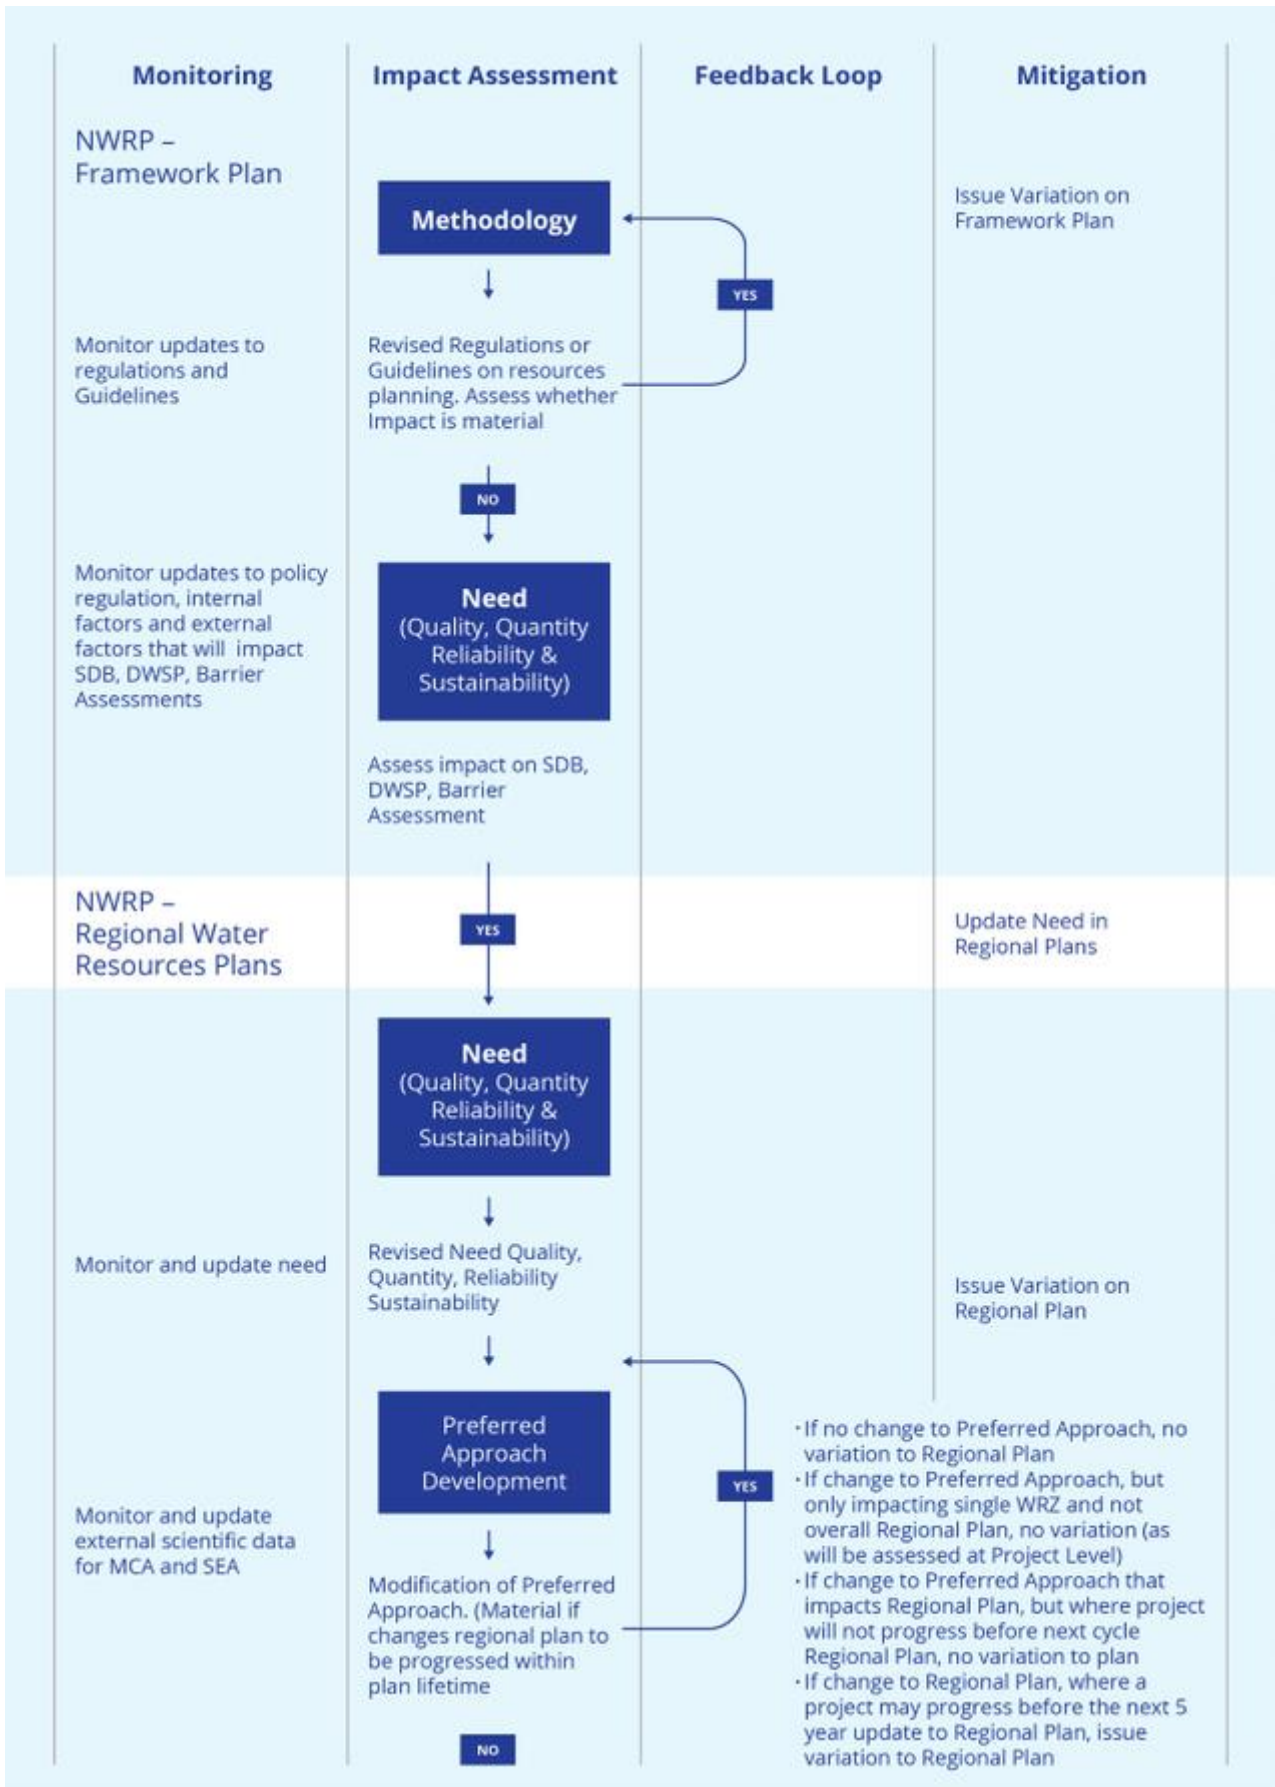 Monitoring
Impact Assessment
Feedback Loop
Mitigation
NWRP –
Framework Plan
Methodology
Issue Variation on
Framework Plan
YES
Monitor updates to
regulations and
Guidelines
Revised Regulations or
Guidelines on resources
planning. Assess whether
Impact is material
NO
Monitor updates to policy
regulation, internal
factors and external
factors that will impact
SDB, DWSP, Barrier
Assessments
Need
(Quality, Quantity
Reliability &
Sustainability)
Assess impact on SDB,
DWSP, Barrier
Assessment
NWRP –
Regional Water
Resources Plans
YES
Update Need in
Regional Plans
Need
(Quality, Quantity
Reliability &
Sustainability)
Monitor and update need
Revised Need Quality,
Quantity, Reliability
Sustainability
Issue Variation on
Regional Plan
Preferred
Approach
Development
YES
Monitor and update
external scientific data
for MCA and SEA
Modification of Preferred
Approach. (Material if
changes regional plan to
be progressed within
plan lifetime
NO
· If no change to Preferred Approach, no
variation to Regional Plan
· If change to Preferred Approach, but
only impacting single WRZ and not
overall Regional Plan, no variation (as
will be assessed at Project Level)
· If change to Preferred Approach that
impacts Regional Plan, but where project
will not progress before next cycle
Regional Plan, no variation to plan
· If change to Regional Plan, where a
project may progress before the next 5
year update to Regional Plan, issue
variation to Regional Plan